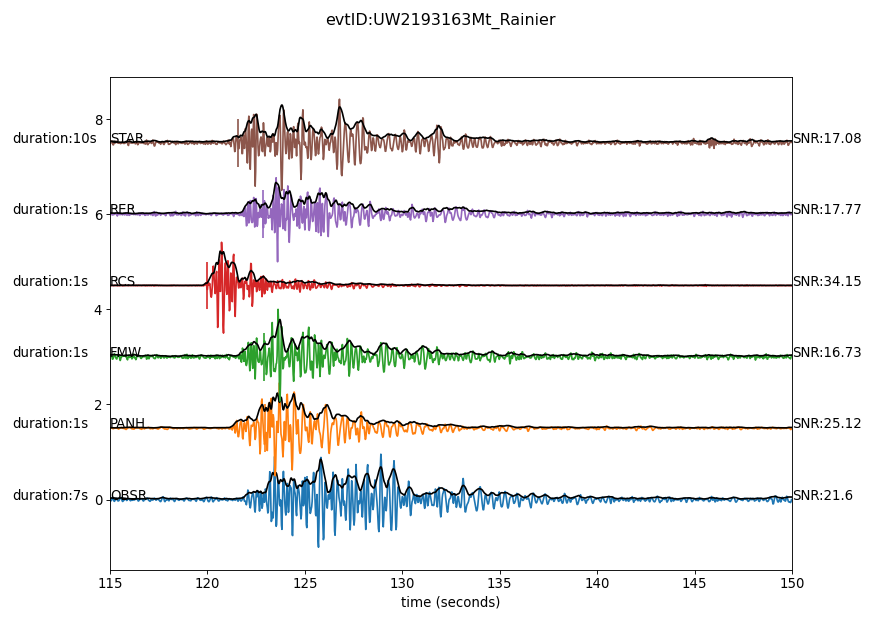 evtID:UW2193163Mt_Rainier
8
duration:10s STAR SNR:17.08
duration:1s RER SNR:17.77
6
duration:1s RCS SNR:34.15
4
duration:1s FMW SNR:16.73
2
duration:1s PANH SNR:25.12
duration:7s OBSR SNR:21.6
0
115 120 125 130 135 140 145 150
time (seconds)